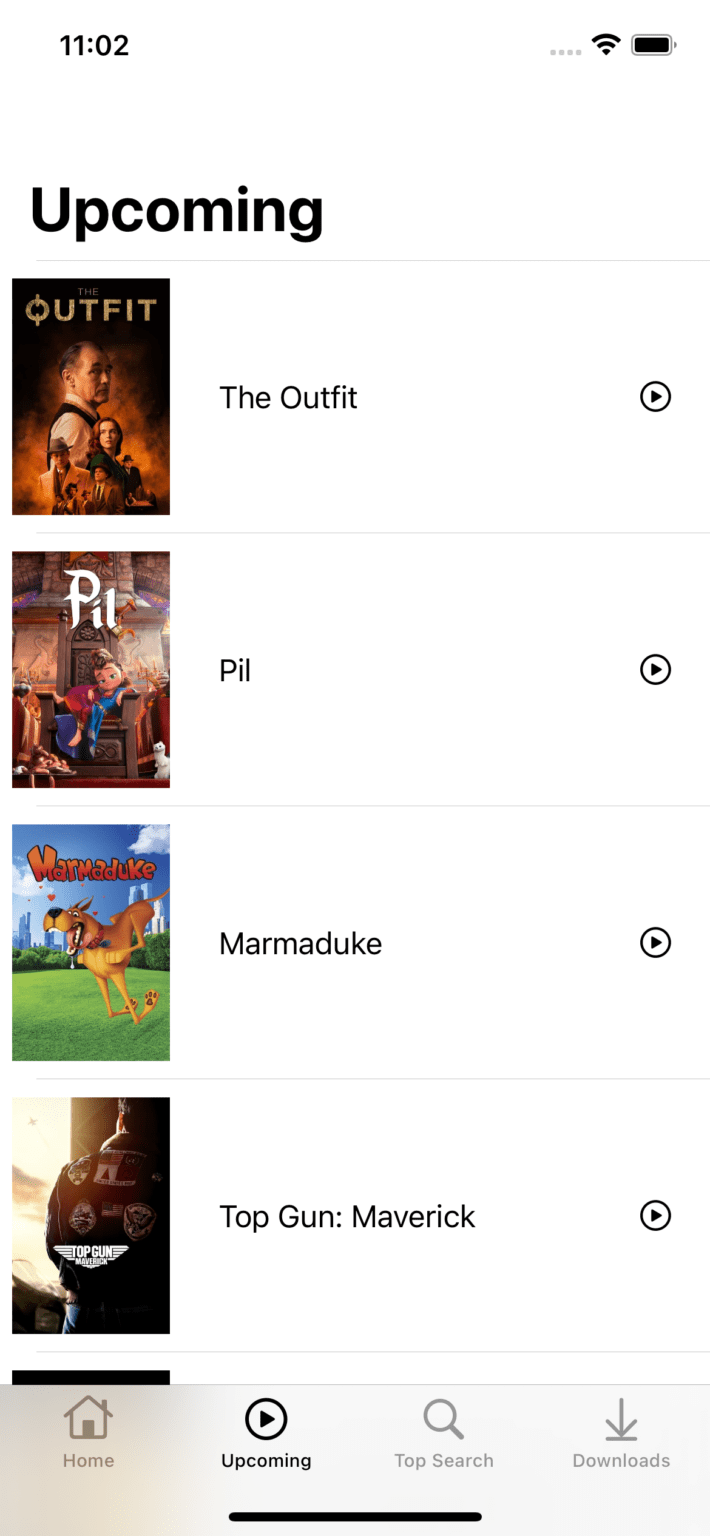 11:02
Upcoming
THE
OUTFIT
The Outfit
Pil
Pil
Marmaduke
Marmaduke
TOP GUN
MAVERICK
Top Gun: Maverick
Home
Upcoming
Top Search
Downloads